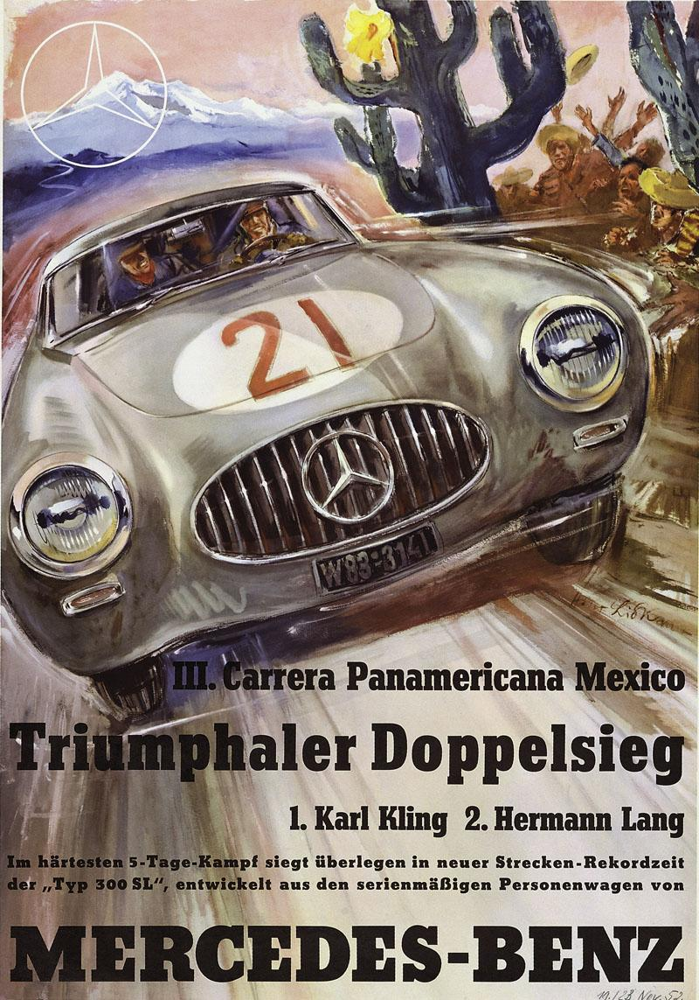 21
W83-3141
III. Carrera Panamericana Mexico
Triumphaler Doppelsieg
1. Karl Kling 2. Hermann Lang
Im härtesten 5-Tage-Kampf siegt überlegen in neuer Strecken-Rekordzeit
der „Typ 300 SL“, entwickelt aus den serienmäßigen Personenwagen von
MERCEDES-BENZ
Nov. 52.